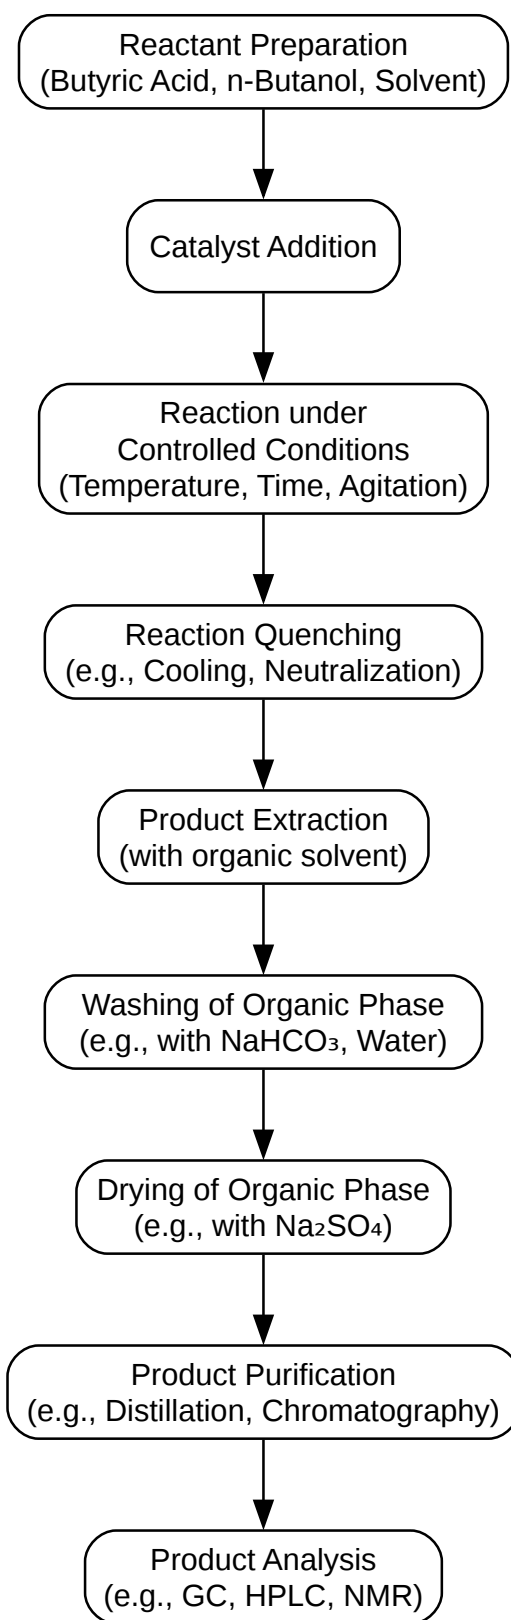 Reactant Preparation
(Butyric Acid, n-Butanol, Solvent)
Catalyst Addition
Reaction under
Controlled Conditions
(Temperature, Time, Agitation)
Reaction Quenching
(e.g., Cooling, Neutralization)
Product Extraction
(with organic solvent)
Washing of Organic Phase
(e.g., with NaHCO₃, Water)
Drying of Organic Phase
(e.g., with Na₂SO₄)
Product Purification
(e.g., Distillation, Chromatography)
Product Analysis
(e.g., GC, HPLC, NMR)